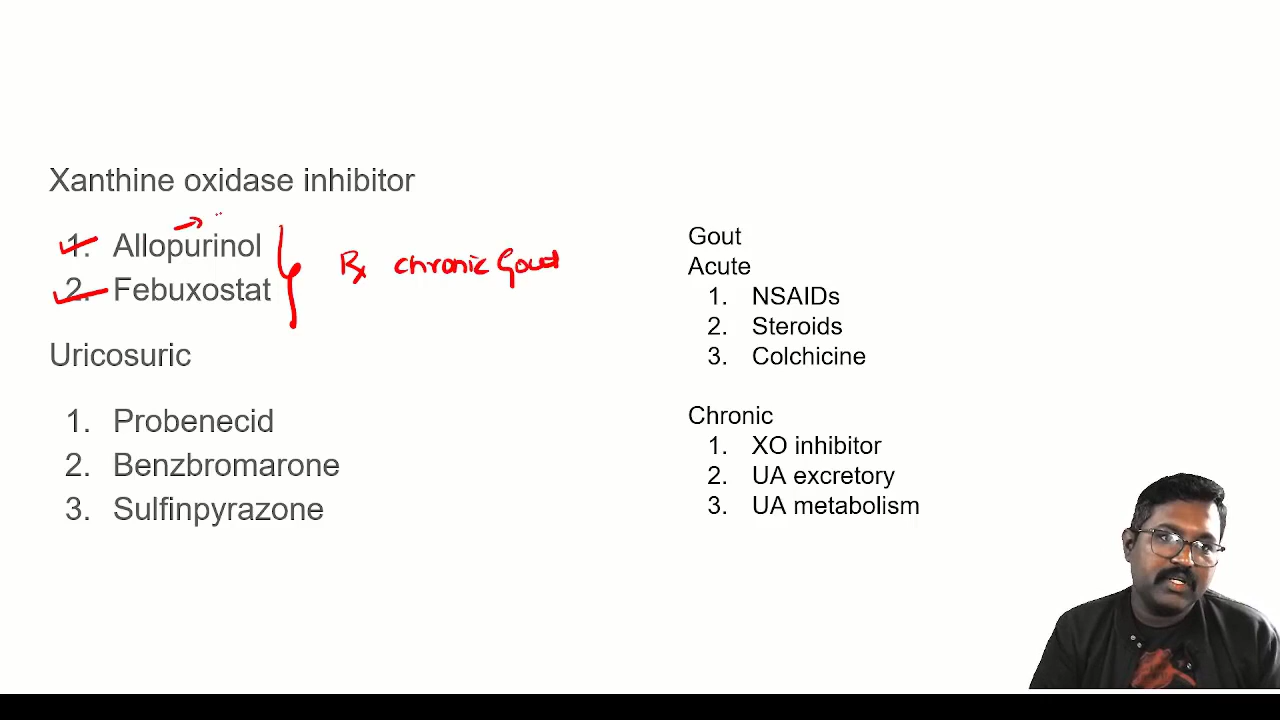 Xanthine oxidase inhibitor
1. Allopurinol
2. Febuxostat
Rx chronic Gout
Uricosuric
1. Probenecid
2. Benzbromarone
3. Sulfinpyrazone
Gout
Acute
1. NSAIDs
2. Steroids
3. Colchicine
Chronic
1. XO inhibitor
2. UA excretory
3. UA metabolism